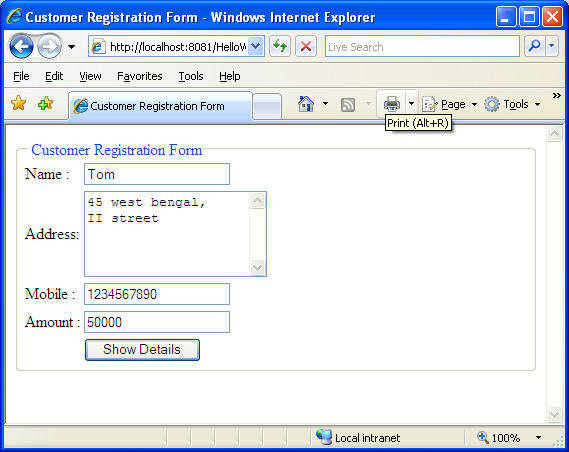 Customer Registration Form - Windows Internet Explorer
http://localhost:8081/HelloW
Live Search
File Edit View Favorites Tools Help
Customer Registration Form
Page Tools »
Print (Alt+R)
Customer Registration Form
Name : Tom
Address: 45 west bengal,
II street
Mobile : 1234567890
Amount : 50000
Show Details
Local intranet 100%